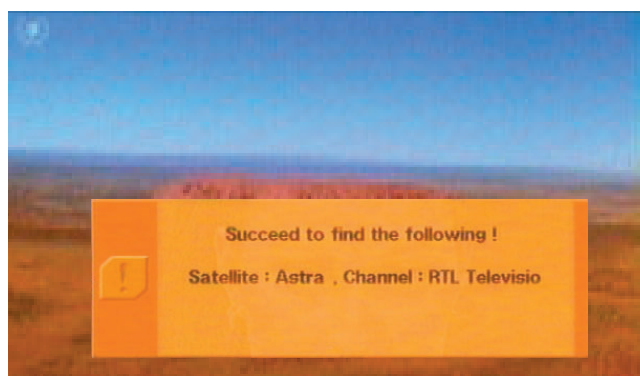 Succeed to find the following !
Satellite : Astra , Channel : RTL Televisio